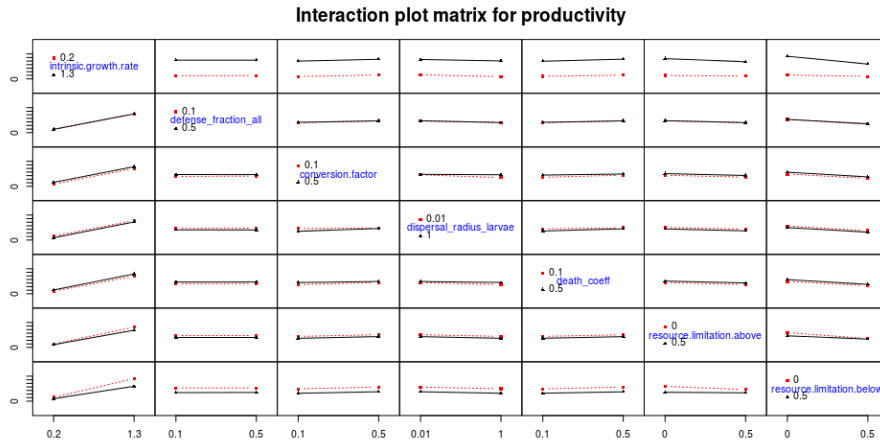 Interaction plot matrix for productivity
0.2
intrinsic.growth.rate
1.3
0
0.1
defense_fraction_all
0.5
0
0.1
conversion.factor
0.5
0
0.01
dispersal_radius_larvae
1
0
0.1
death_coeff
0.5
0
0
resource.limitation.above
0.5
0
0
resource.limitation.below
0.5
0
0.2 1.3 0.1 0.5 0.1 0.5 0.01 1 0.1 0.5 0 0.5 0 0.5